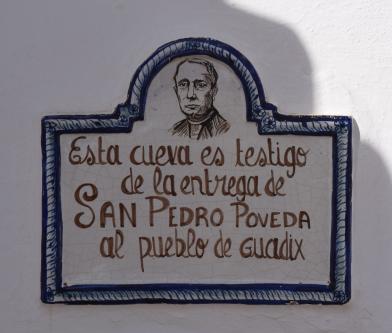 Esta cueva es testigo
de la entrega de
SAN PEDRO POVEDA
al pueblo de Guadix